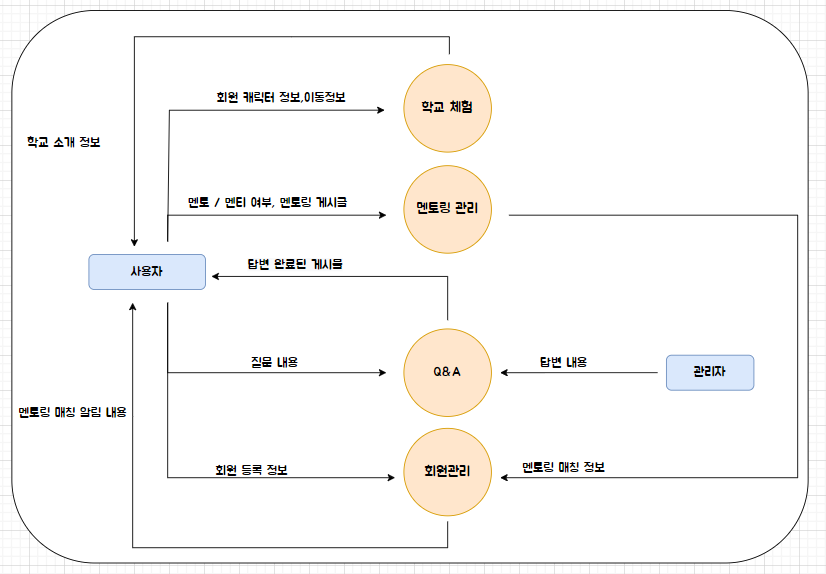 회원 캐릭터 정보,이동정보
학교 체험
학교 소개 정보
멘토 / 멘티 여부, 멘토링 게시글
멘토링 관리
사용자
답변 완료된 게시물
질문 내용
Q&A
답변 내용
관리자
멘토링 매칭 알림 내용
회원 등록 정보
회원관리
멘토링 매칭 정보